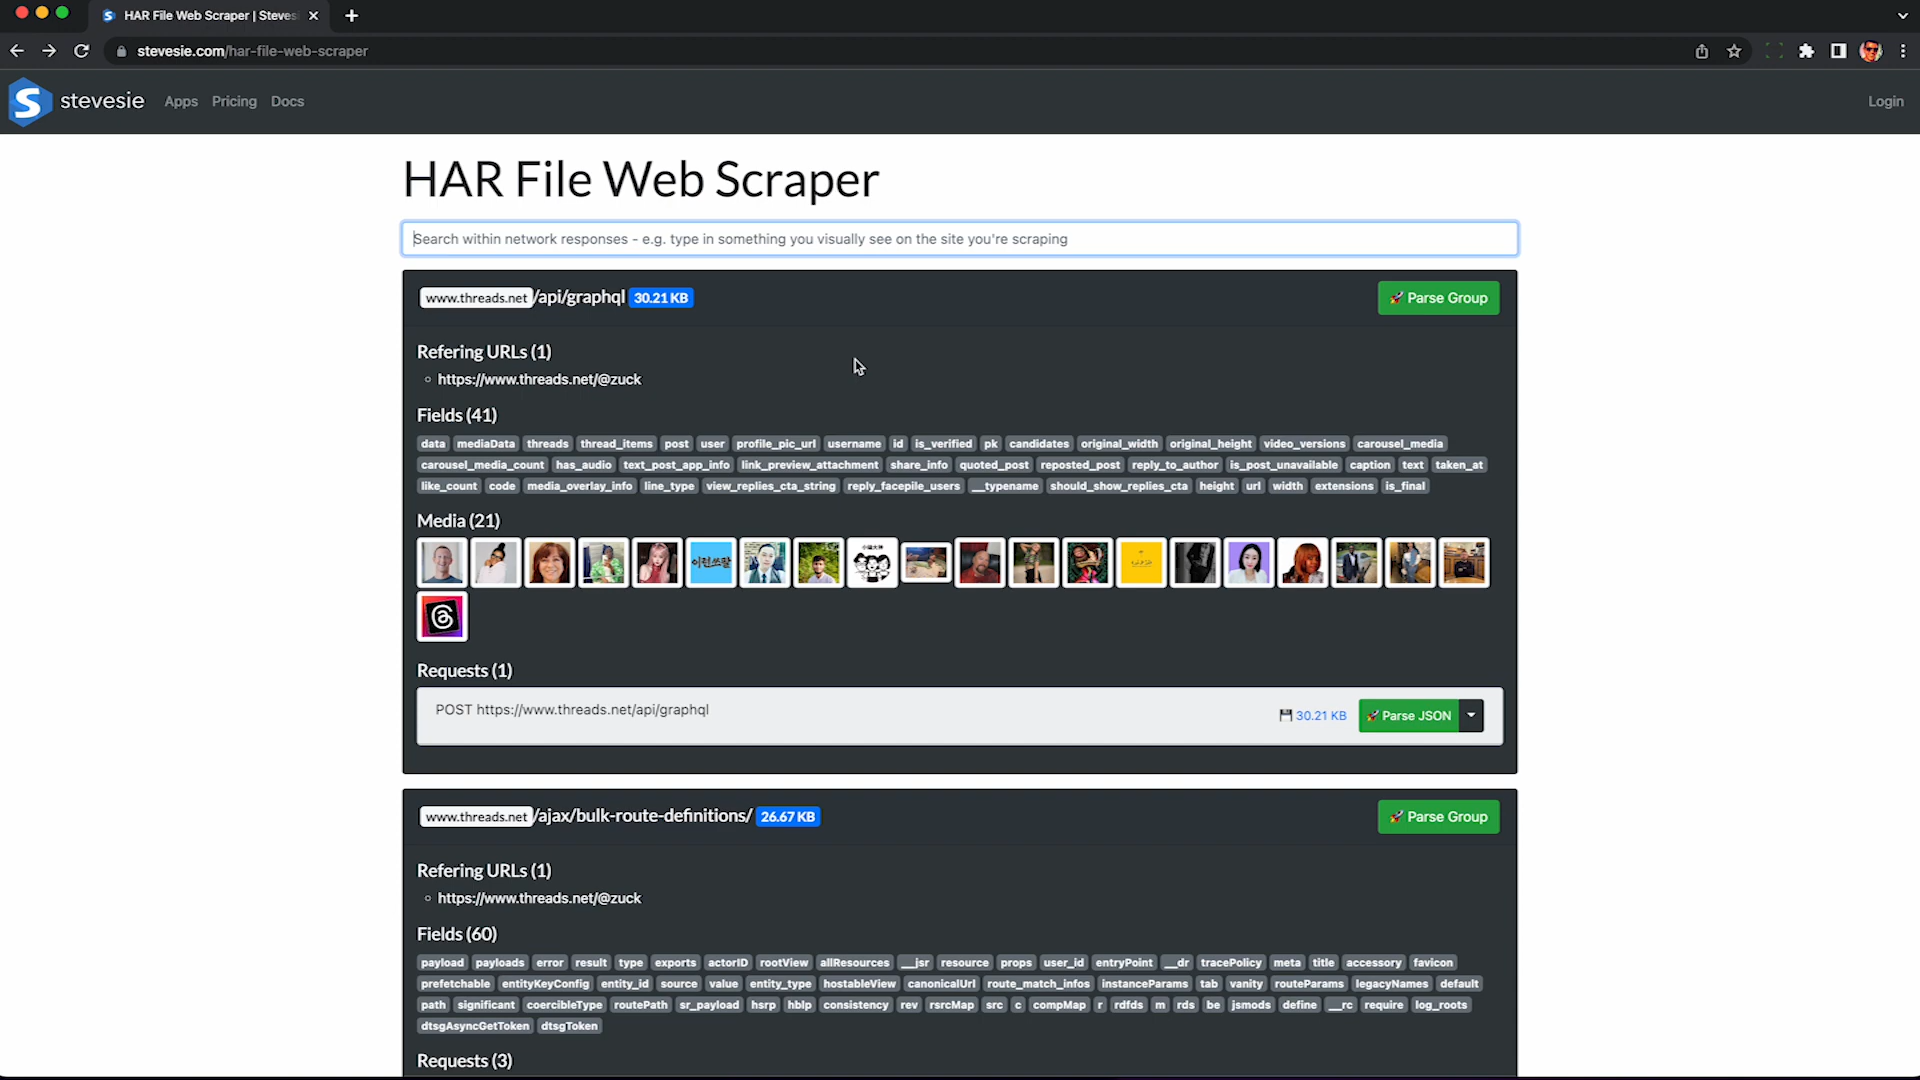 HAR File Web Scraper | Steves
stevesie.com/har-file-web-scraper
stevesie Apps Pricing Docs Login
HAR File Web Scraper
Search within network responses - e.g. type in something you visually see on the site you're scraping
www.threads.net/api/graphql 30.21 KB Parse Group
Refering URLs (1)
https://www.threads.net/@zuck
Fields (41)
data mediaData threads thread_items post user profile_pic_url username id is_verified pk candidates original_width original_height video_versions carousel_media
carousel_media_count has_audio text_post_app_info link_preview_attachment share_info quoted_post reposted_post reply_to_author is_post_unavailable caption text taken_at
like_count code media_overlay_info line_type view_replies_cta_string reply_facepile_users __typename should_show_replies_cta height url width extensions is_final
Media (21)
이런쓰팔
Requests (1)
POST https://www.threads.net/api/graphql 30.21 KB Parse JSON
www.threads.net/ajax/bulk-route-definitions/ 26.67 KB Parse Group
Refering URLs (1)
https://www.threads.net/@zuck
Fields (60)
payload payloads error result type exports actorID rootView allResources __jsr resource props user_id entryPoint __dr tracePolicy meta title accessory favicon
prefetchable entityKeyConfig entity_id source value entity_type hostableView canonicalUrl route_match_infos instanceParams tab vanity routeParams legacyNames default
path significant coercibleType routePath sr_payload hsrp hblp consistency rev rsrcMap src c compMap r rdfds m rds be jsmods define __rc require log_roots
dtsgAsyncGetToken dtsgToken
Requests (3)